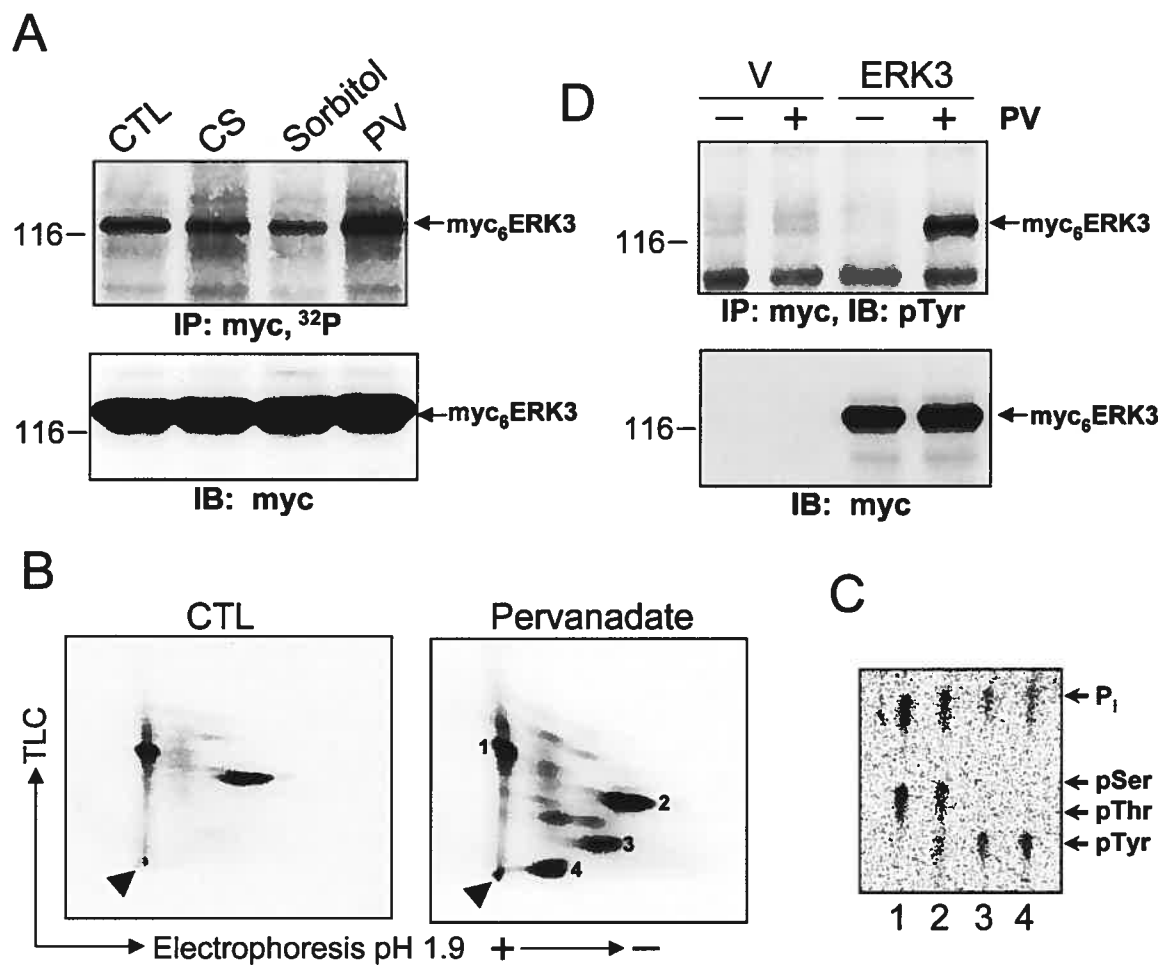 A
CTL CS Sorbitol PV
116
myc₆ERK3
IP: myc, ³²P
116
myc₆ERK3
IB: myc
D
V ERK3
− + − + PV
116
myc₆ERK3
IP: myc, IB: pTyr
116
myc₆ERK3
IB: myc
B
CTL Pervanadate
TLC
1
2
3
4
Electrophoresis pH 1.9 + −
C
Pᵢ
pSer
pThr
pTyr
1 2 3 4